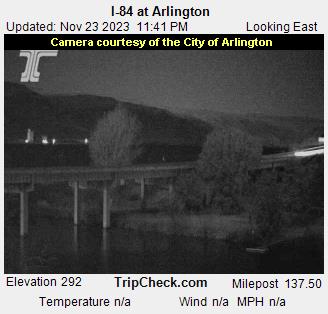 I-84 at Arlington
Updated: Nov 23 2023 11:41 PM Looking East
Camera courtesy of the City of Arlington
Elevation 292 TripCheck.com Milepost 137.50
Temperature n/a Wind n/a MPH n/a